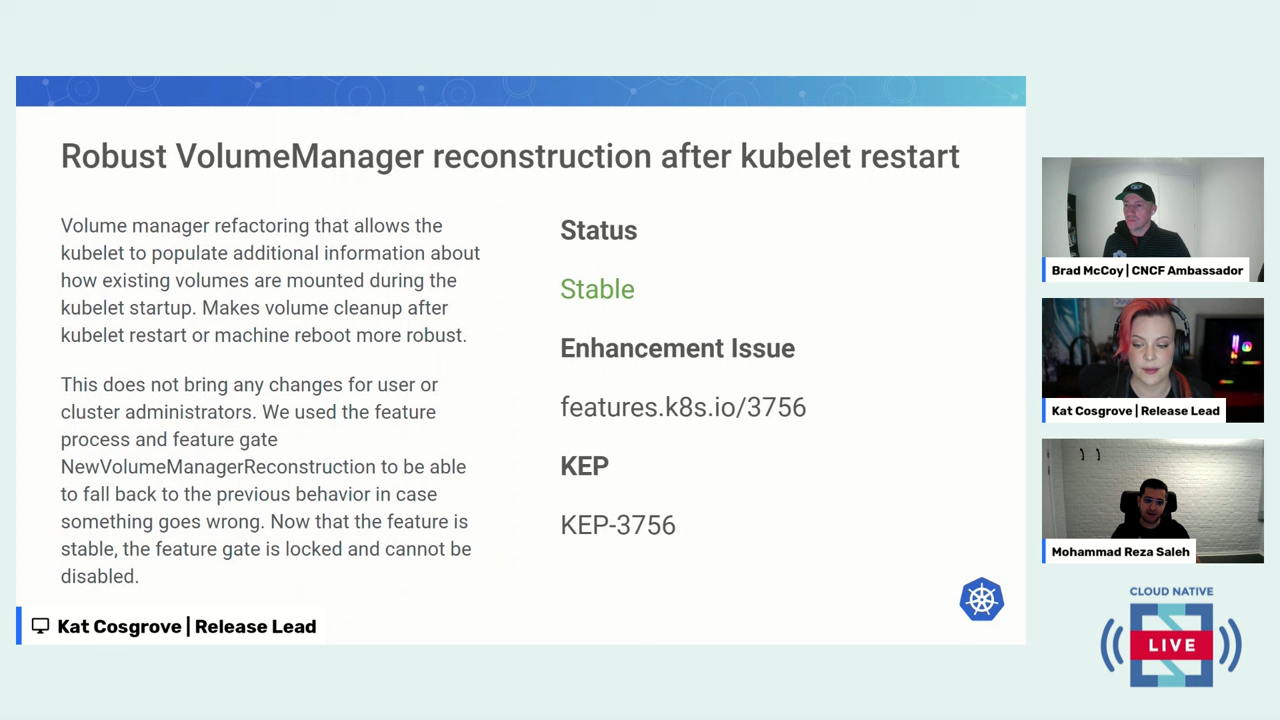 Robust VolumeManager reconstruction after kubelet restart
Volume manager refactoring that allows the
kubelet to populate additional information about
how existing volumes are mounted during the
kubelet startup. Makes volume cleanup after
kubelet restart or machine reboot more robust.
This does not bring any changes for user or
cluster administrators. We used the feature
process and feature gate
NewVolumeManagerReconstruction to be able
to fall back to the previous behavior in case
something goes wrong. Now that the feature is
stable, the feature gate is locked and cannot be
disabled.
Status
Stable
Enhancement Issue
features.k8s.io/3756
KEP
KEP-3756
Kat Cosgrove | Release Lead
Brad McCoy | CNCF Ambassador
Kat Cosgrove | Release Lead
Mohammad Reza Saleh
CLOUD NATIVE
LIVE